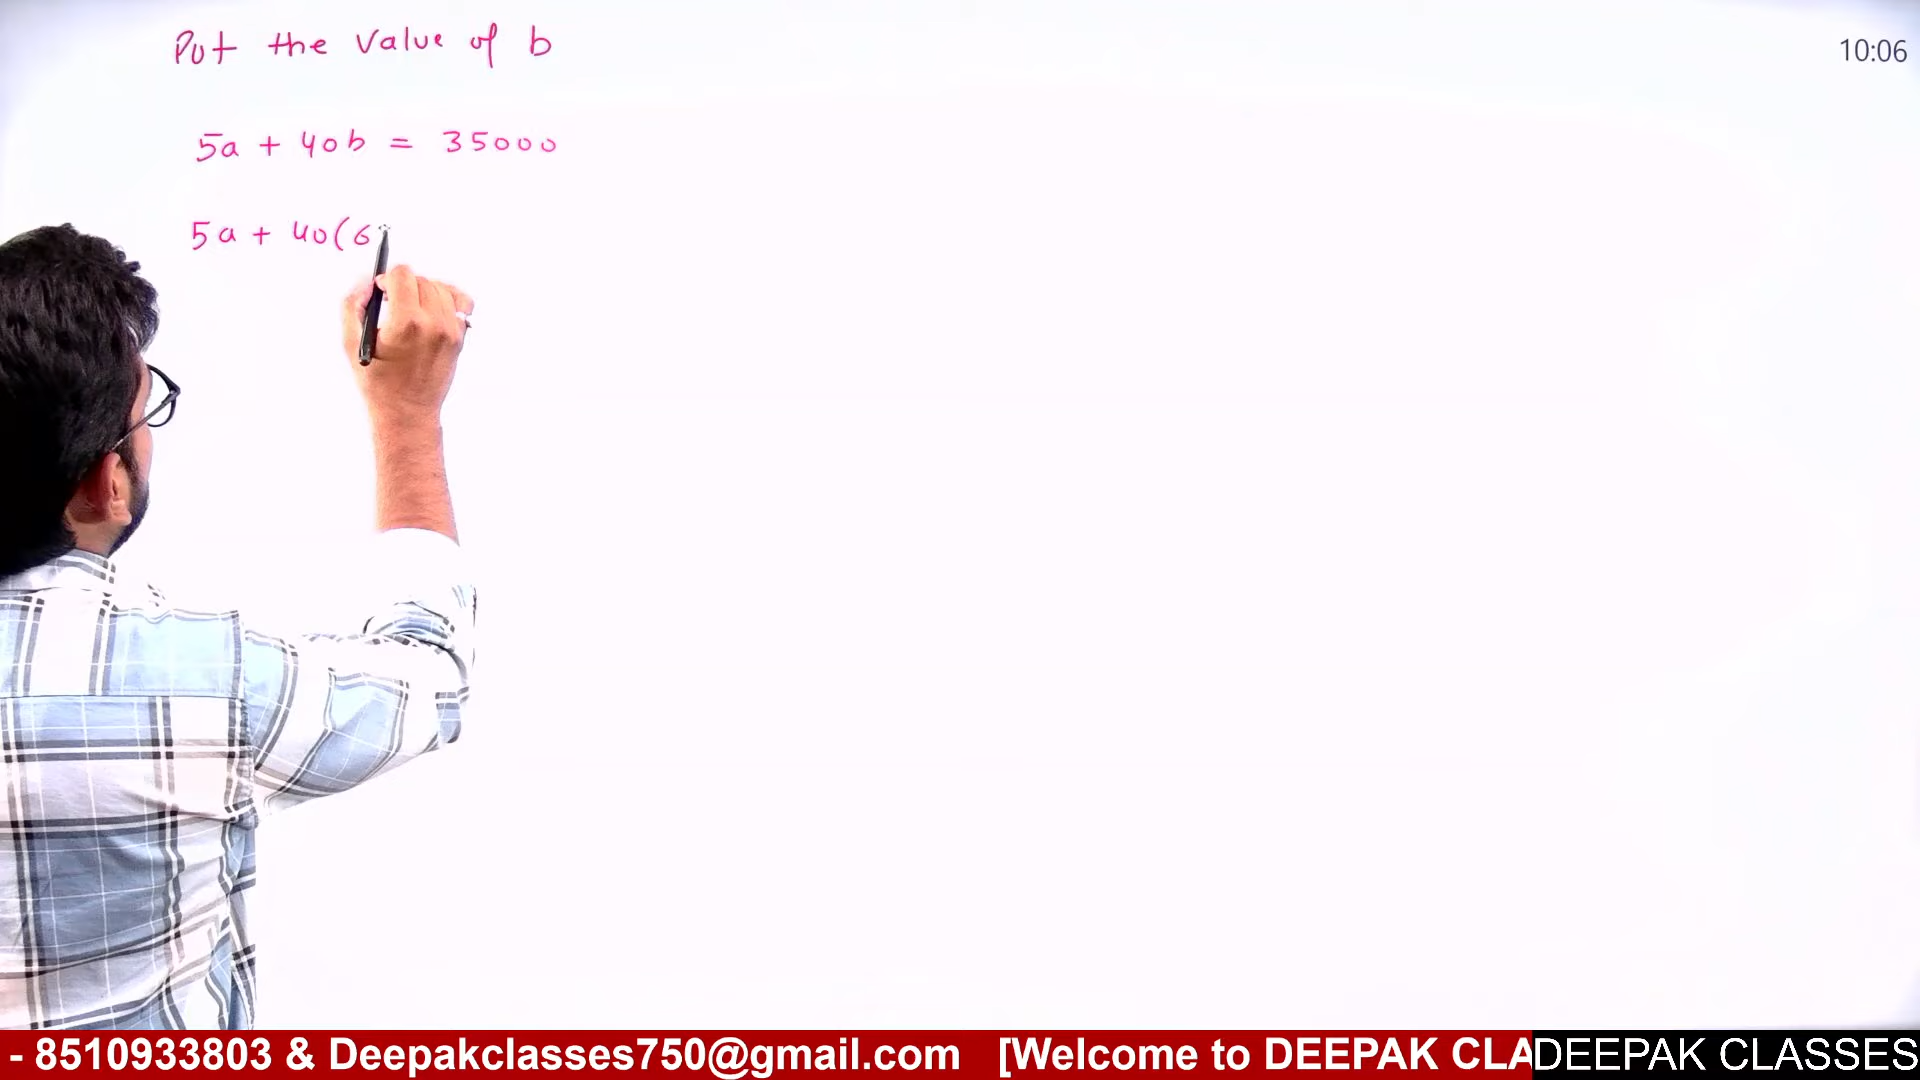 Put the value of b
10:06
5a + 40b = 35000
5a + 40(6
- 8510933803 & Deepakclasses750@gmail.com [Welcome to DEEPAK CLA
DEEPAK CLASSES